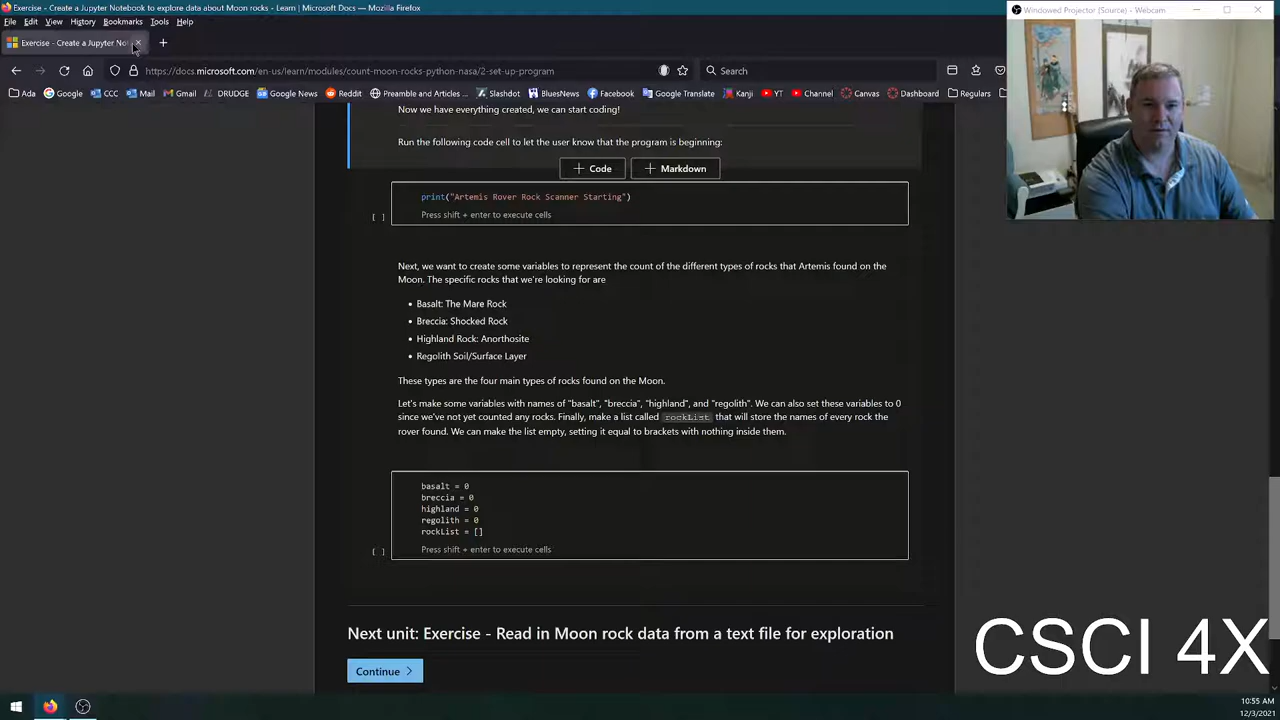 Exercise - Create a Jupyter Notebook to explore data about Moon rocks - Learn | Microsoft Docs — Mozilla Firefox
Windowed Projector (Source) - Webcam
File Edit View History Bookmarks Tools Help
Exercise - Create a Jupyter No
https://docs.microsoft.com/en-us/learn/modules/count-moon-rocks-python-nasa/2-set-up-program
Search
Ada Google CCC Mail Gmail DRUDGE Google News Reddit Preamble and Articles ... Slashdot BluesNews Facebook Google Translate Kanji YT Channel Canvas Dashboard Regulars
Now we have everything created, we can start coding!
Run the following code cell to let the user know that the program is beginning:
+ Code + Markdown
print("Artemis Rover Rock Scanner Starting")
[ ] Press shift + enter to execute cells
Next, we want to create some variables to represent the count of the different types of rocks that Artemis found on the
Moon. The specific rocks that we're looking for are
• Basalt: The Mare Rock
• Breccia: Shocked Rock
• Highland Rock: Anorthosite
• Regolith Soil/Surface Layer
These types are the four main types of rocks found on the Moon.
Let's make some variables with names of "basalt", "breccia", "highland", and "regolith". We can also set these variables to 0
since we've not yet counted any rocks. Finally, make a list called rockList that will store the names of every rock the
rover found. We can make the list empty, setting it equal to brackets with nothing inside them.
basalt = 0
breccia = 0
highland = 0
regolith = 0
rockList = []
[ ] Press shift + enter to execute cells
Next unit: Exercise - Read in Moon rock data from a text file for exploration
Continue
CSCI 4X
10:55 AM
12/3/2021